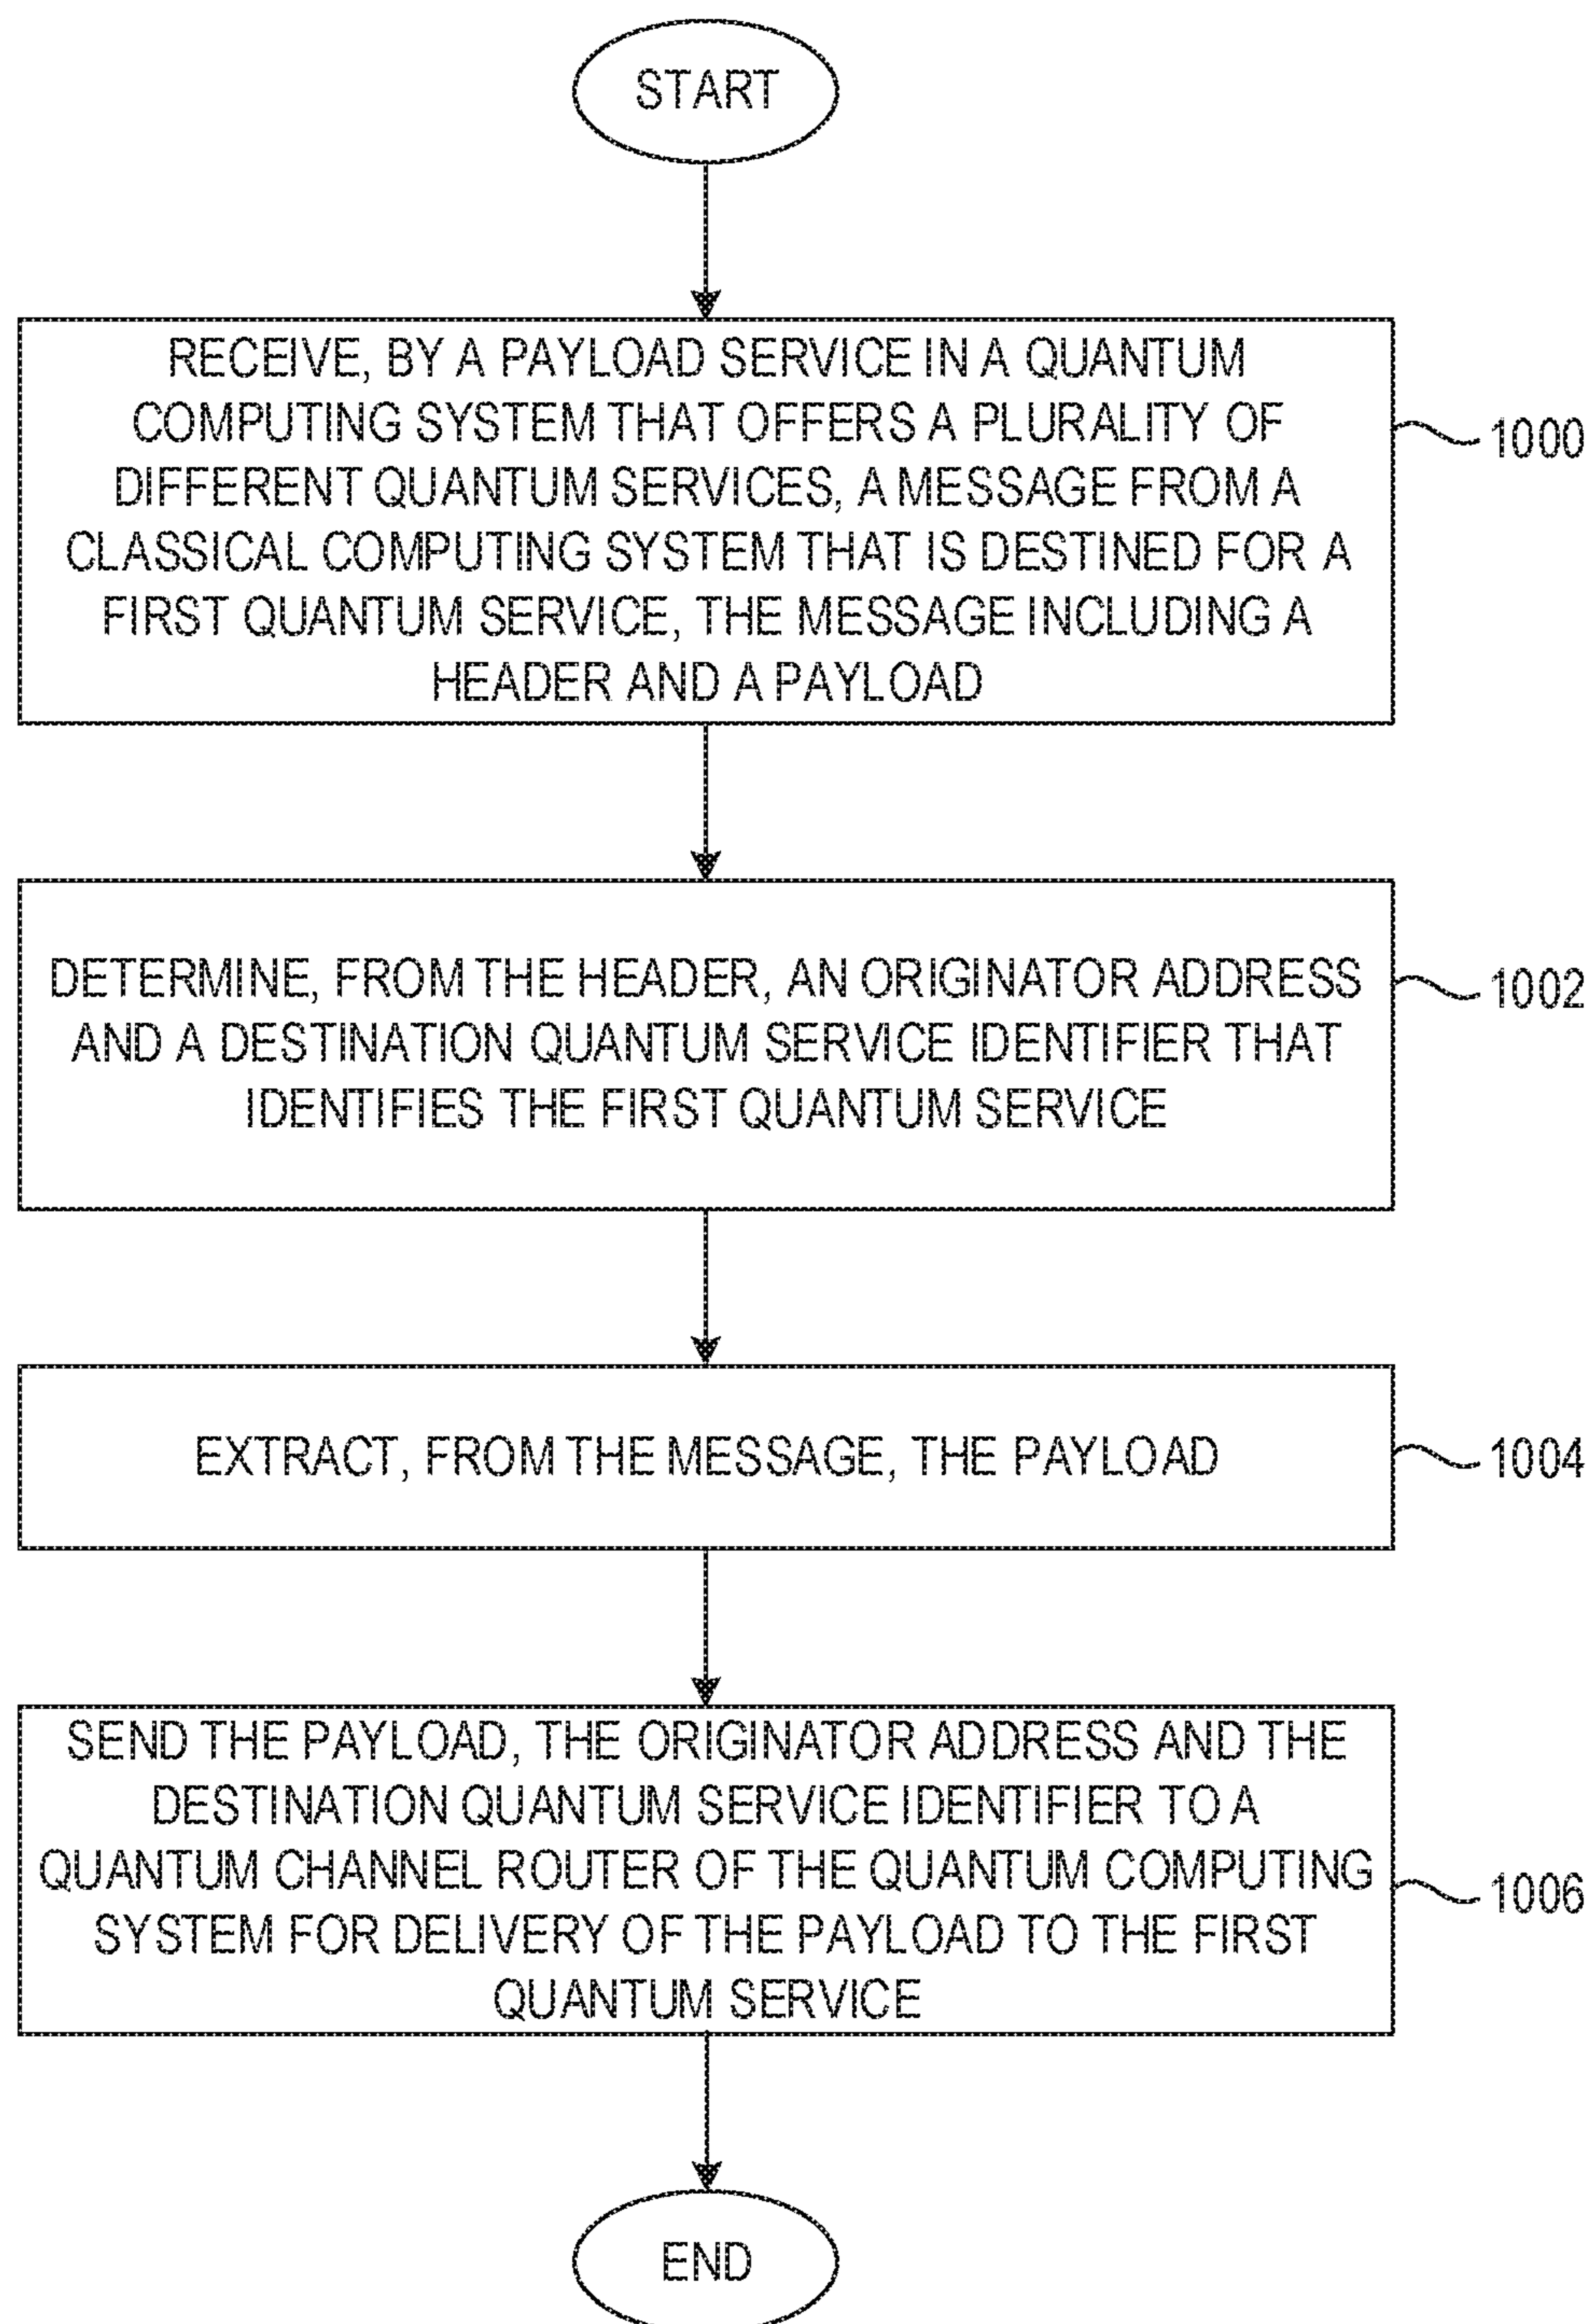 START
RECEIVE, BY A PAYLOAD SERVICE IN A QUANTUM
COMPUTING SYSTEM THAT OFFERS A PLURALITY OF
DIFFERENT QUANTUM SERVICES, A MESSAGE FROM A
CLASSICAL COMPUTING SYSTEM THAT IS DESTINED FOR A
FIRST QUANTUM SERVICE, THE MESSAGE INCLUDING A
HEADER AND A PAYLOAD
1000
DETERMINE, FROM THE HEADER, AN ORIGINATOR ADDRESS
AND A DESTINATION QUANTUM SERVICE IDENTIFIER THAT
IDENTIFIES THE FIRST QUANTUM SERVICE
1002
EXTRACT, FROM THE MESSAGE, THE PAYLOAD
1004
SEND THE PAYLOAD, THE ORIGINATOR ADDRESS AND THE
DESTINATION QUANTUM SERVICE IDENTIFIER TO A
QUANTUM CHANNEL ROUTER OF THE QUANTUM COMPUTING
SYSTEM FOR DELIVERY OF THE PAYLOAD TO THE FIRST
QUANTUM SERVICE
1006
END